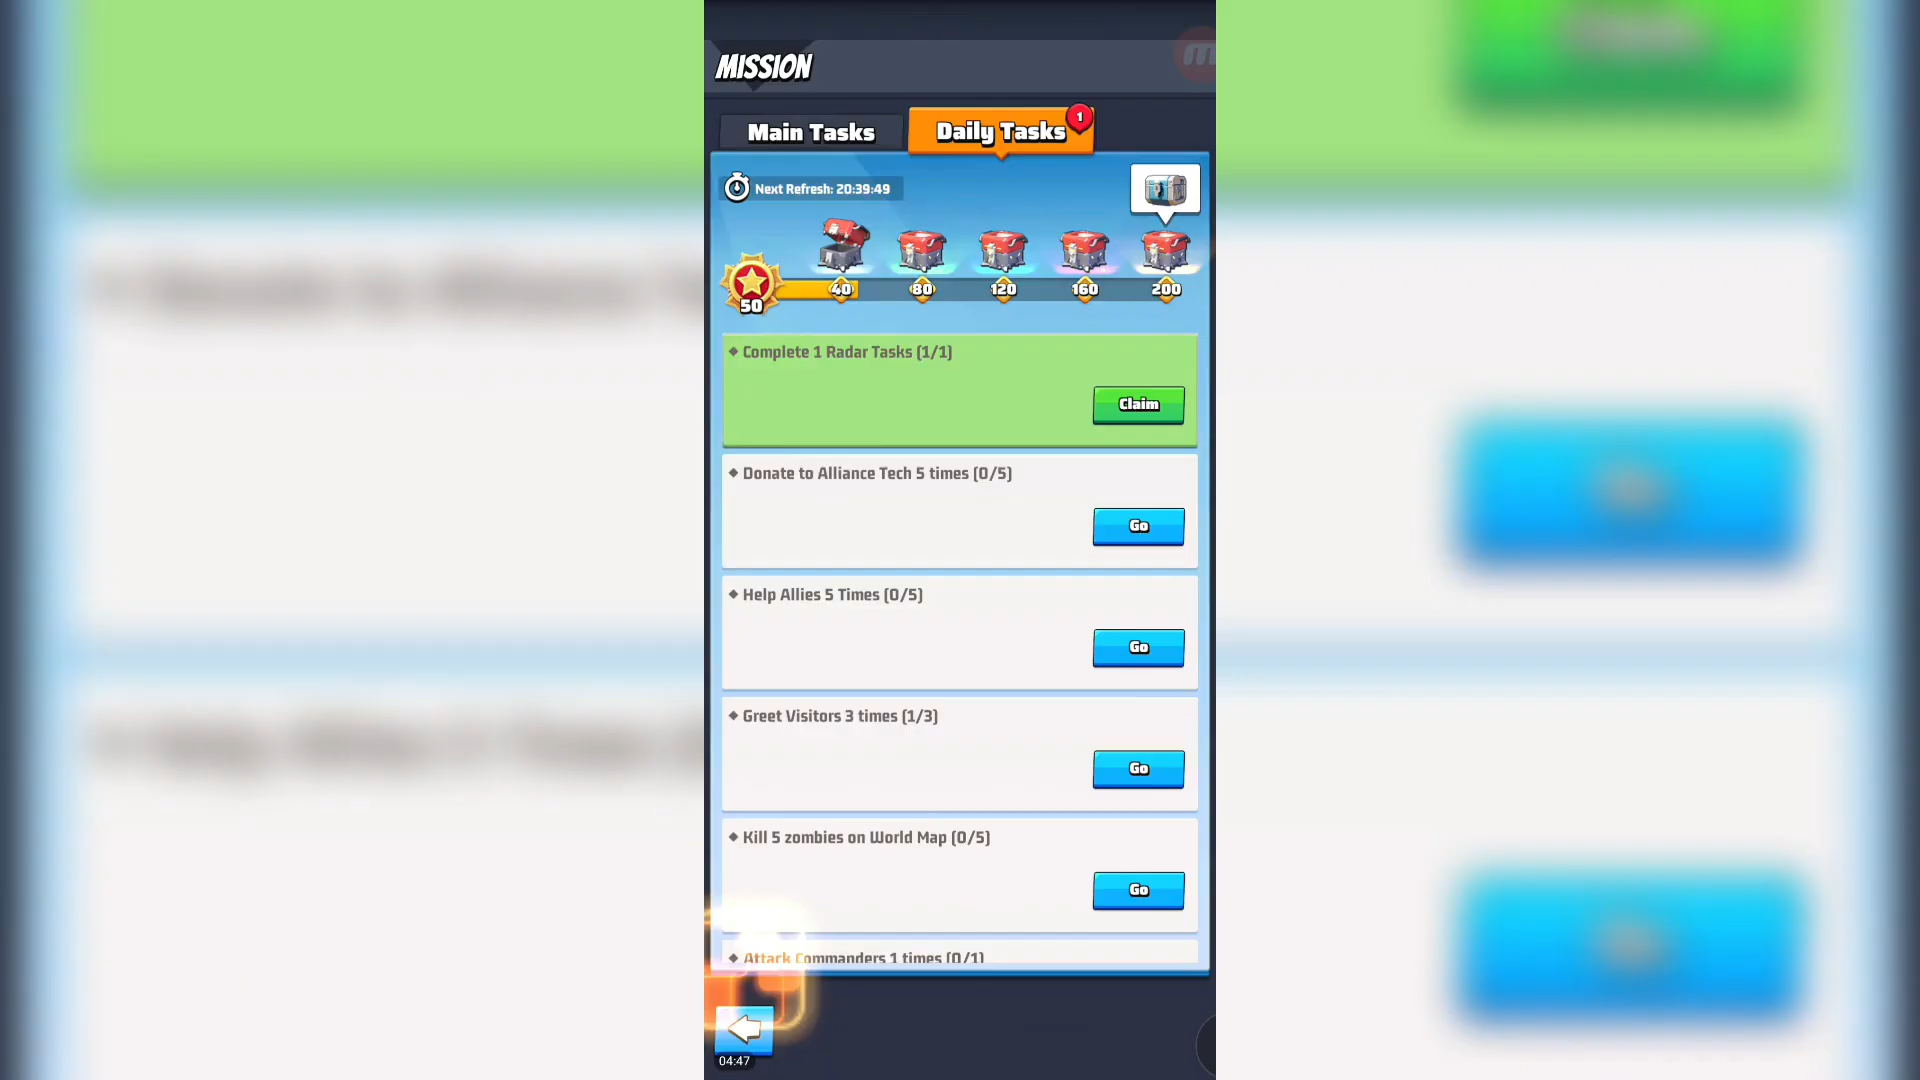 MISSION
Main Tasks
Daily Tasks
1
Next Refresh: 20:39:49
50
40
80
120
160
200
Complete 1 Radar Tasks (1/1)
Claim
Donate to Alliance Tech 5 times (0/5)
Go
Help Allies 5 Times (0/5)
Go
Greet Visitors 3 times (1/3)
Go
Kill 5 zombies on World Map (0/5)
Go
Attack Commanders 1 times (0/1)
04:47